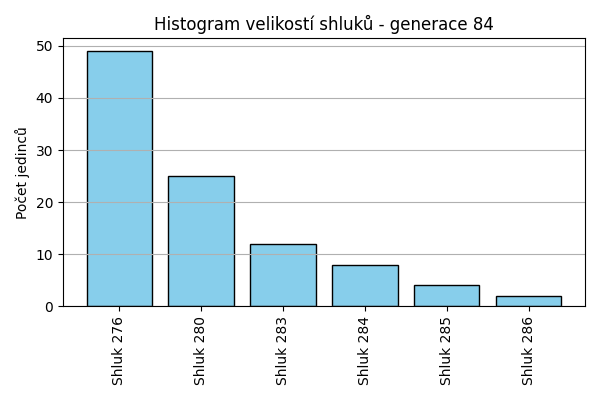 Histogram velikostí shluků - generace 84
Počet jedinců
50
40
30
20
10
0
Shluk 276
Shluk 280
Shluk 283
Shluk 284
Shluk 285
Shluk 286